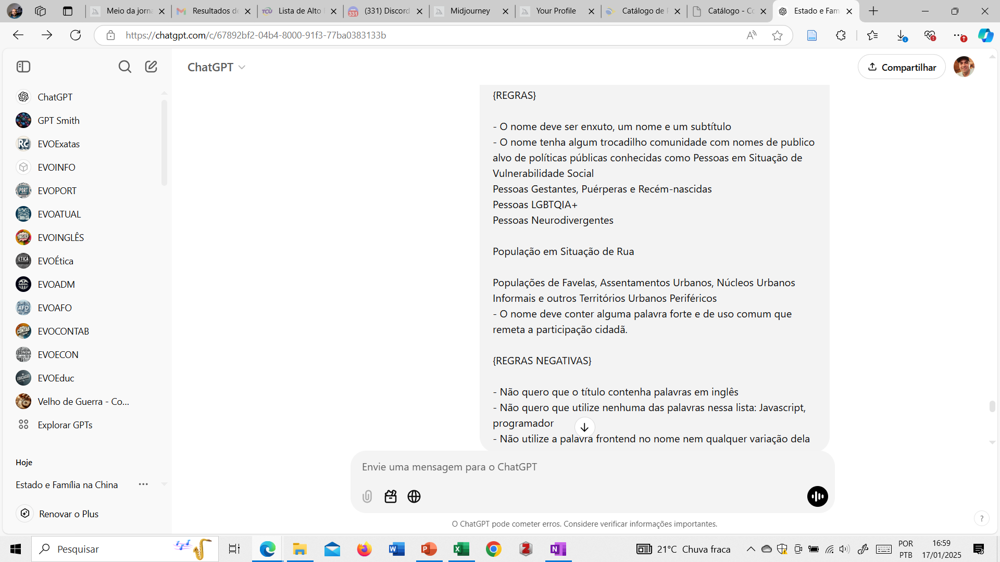 Meio da jorna
Resultados de
Lista de Alto
(331) Discord
Midjourney
Your Profile
Catálogo de
Catálogo - Co
Estado e Fam
https://chatgpt.com/c/67892bf2-04b4-8000-91f3-77ba0383133b
ChatGPT
Compartilhar
ChatGPT
GPT Smith
EVOExatas
EVOINFO
EVOPORT
EVOATUAL
EVOINGLÊS
EVOÉtica
EVOADM
EVOAFO
EVOCONTAB
EVOECON
EVOEduc
Velho de Guerra - Co...
Explorar GPTs
Hoje
Estado e Família na China
Renovar o Plus
{REGRAS}
- O nome deve ser enxuto, um nome e um subtítulo
- O nome tenha algum trocadilho comunidade com nomes de publico
alvo de políticas públicas conhecidas como Pessoas em Situação de
Vulnerabilidade Social
Pessoas Gestantes, Puérperas e Recém-nascidas
Pessoas LGBTQIA+
Pessoas Neurodivergentes
População em Situação de Rua
Populações de Favelas, Assentamentos Urbanos, Núcleos Urbanos
Informais e outros Territórios Urbanos Periféricos
- O nome deve conter alguma palavra forte e de uso comum que
remeta a participação cidadã.
{REGRAS NEGATIVAS}
- Não quero que o título contenha palavras em inglês
- Não quero que utilize nenhuma das palavras nessa lista: Javascript,
programador
- Não utilize a palavra frontend no nome nem qualquer variação dela
Envie uma mensagem para o ChatGPT
O ChatGPT pode cometer erros. Considere verificar informações importantes.
?
Pesquisar
21°C Chuva fraca
POR
PTB
16:59
17/01/2025